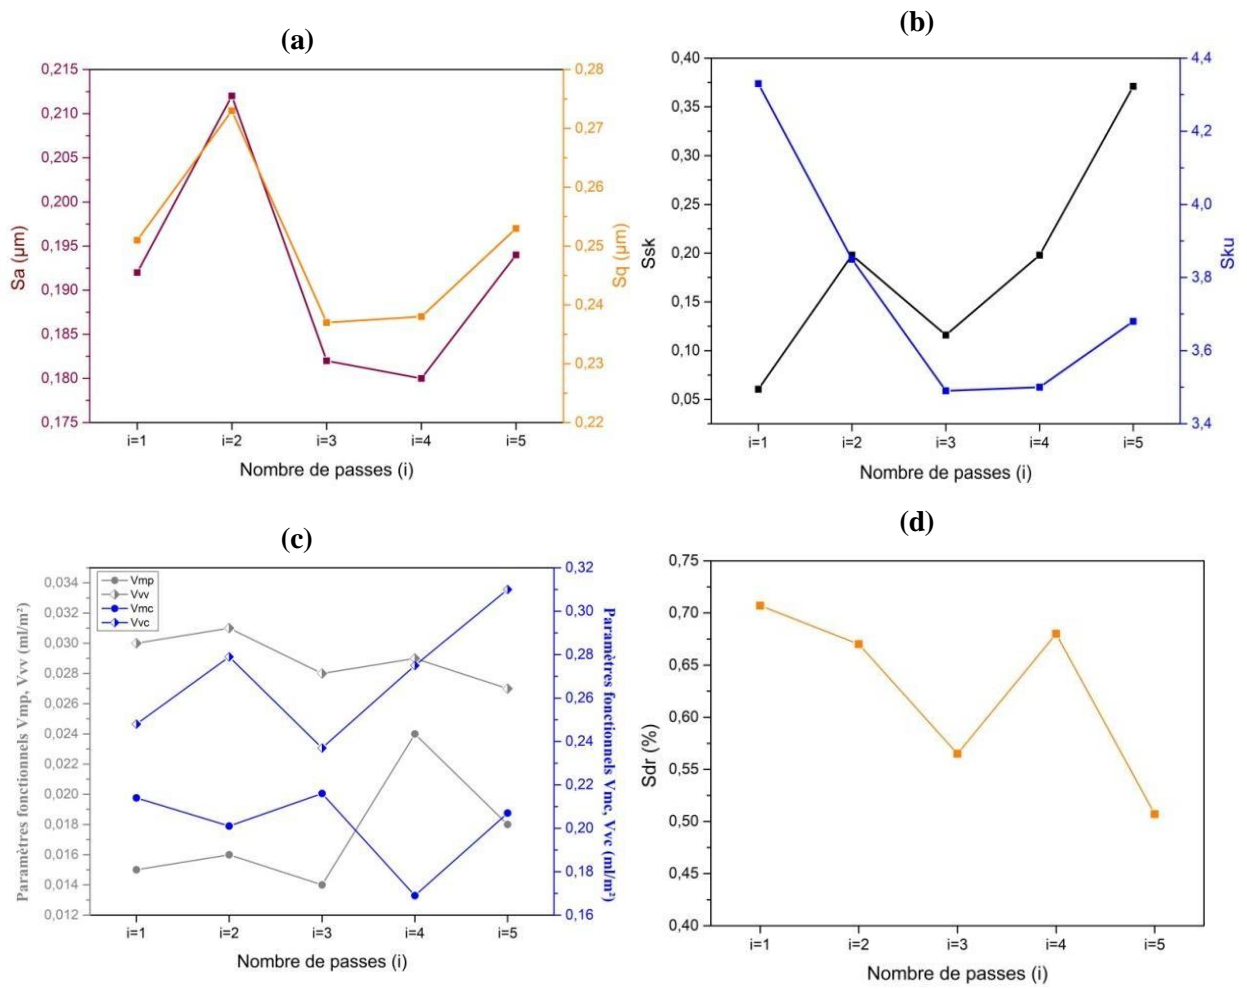 (a)
0,215
0,210
0,205
0,200
0,195
0,190
0,185
0,180
0,175
Sa (µm)
0,28
0,27
0,26
0,25
0,24
0,23
0,22
Sq (µm)
i=1 i=2 i=3 i=4 i=5
Nombre de passes (i)
(b)
0,40
0,35
0,30
0,25
0,20
0,15
0,10
0,05
Ssk
4,4
4,2
4,0
3,8
3,6
3,4
Sku
i=1 i=2 i=3 i=4 i=5
Nombre de passes (i)
(c)
0,034
0,032
0,030
0,028
0,026
0,024
0,022
0,020
0,018
0,016
0,014
0,012
Paramètres fonctionnels Vmp, Vvv (ml/m²)
Vmp
Vvv
Vmc
Vvc
0,32
0,30
0,28
0,26
0,24
0,22
0,20
0,18
0,16
Paramètres fonctionnels Vmc, Vvc (ml/m²)
i=1 i=2 i=3 i=4 i=5
Nombre de passes (i)
(d)
0,75
0,70
0,65
0,60
0,55
0,50
0,45
0,40
Sdr (%)
i=1 i=2 i=3 i=4 i=5
Nombre de passes (i)